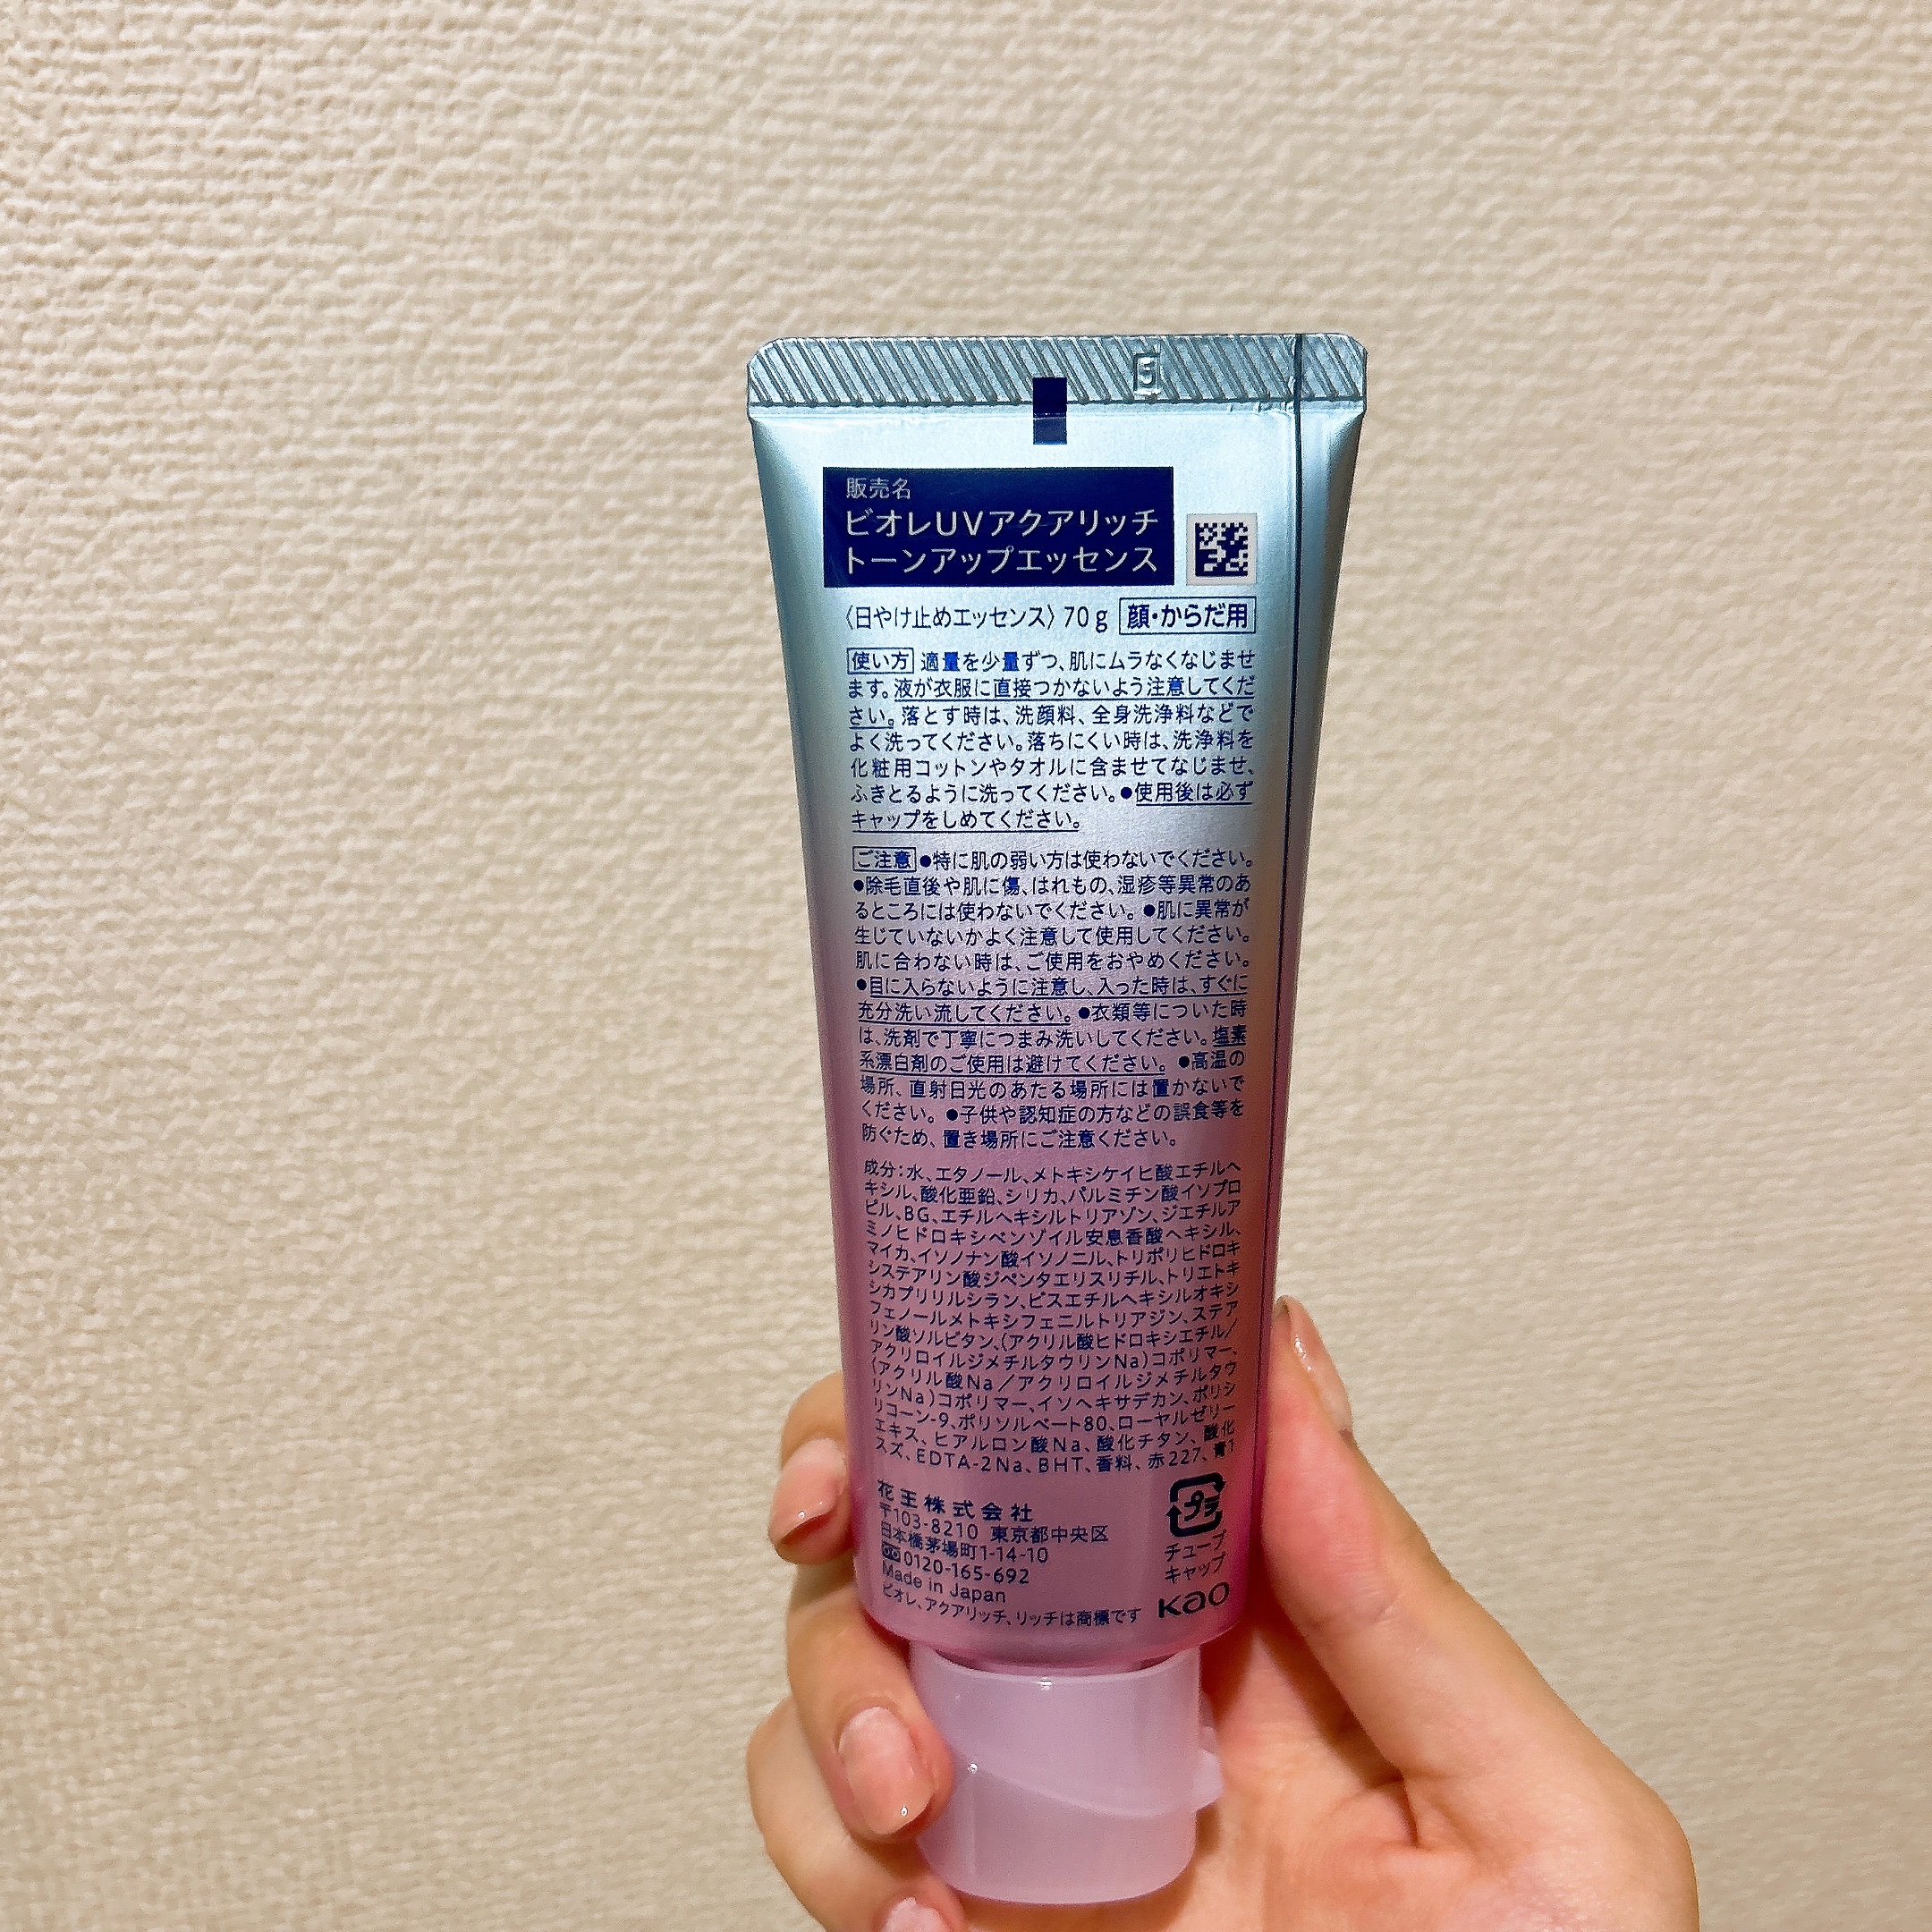 販売名
ビオレUVアクアリッチ
トーンアップエッセンス
〈日やけ止めエッセンス〉70g 顔・からだ用
使い方 適量を少量ずつ、肌にムラなくなじませ
ます。液が衣服に直接つかないよう注意してくだ
さい。落とす時は、洗顔料、全身洗浄料などで
よく洗ってください。落ちにくい時は、洗浄料を
化粧用コットンやタオルに含ませてなじませ、
ふきとるように洗ってください。●使用後は必ず
キャップをしめてください。
ご注意 ●特に肌の弱い方は使わないでください。
●除毛直後や肌に傷、はれもの、湿疹等異常のあ
るところには使わないでください。●肌に異常が
生じていないかよく注意して使用してください。
肌に合わない時は、ご使用をおやめください。
●目に入らないように注意し、入った時は、すぐに
充分洗い流してください。●衣類等についた時
は、洗剤で丁寧につまみ洗いしてください。塩素
系漂白剤のご使用は避けてください。●高温の
場所、直射日光のあたる場所には置かないで
ください。●子供や認知症の方などの誤食等を
防ぐため、置き場所にご注意ください。
成分:水、エタノール、メトキシケイヒ酸エチルヘ
キシル、酸化亜鉛、シリカ、パルミチン酸イソプロ
ピル、BG、エチルヘキシルトリアゾン、ジエチルア
ミノヒドロキシベンゾイル安息香酸ヘキシル、
マイカ、イソノナン酸イソノニル、トリポリヒドロキ
システアリン酸ジペンタエリスリチル、トリエトキ
シカプリリルシラン、ビスエチルヘキシルオキシ
フェノールメトキシフェニルトリアジン、ステア
リン酸ソルビタン、(アクリル酸ヒドロキシエチル/
アクリロイルジメチルタウリンNa)コポリマー、
(アクリル酸Na/アクリロイルジメチルタウ
リンNa)コポリマー、イソヘキサデカン、ポリシ
リコーン-9、ポリソルベート80、ローヤルゼリー
エキス、ヒアルロン酸Na、酸化チタン、酸化
スズ、EDTA-2Na、BHT、香料、赤227、青1
花王株式会社
〒103-8210 東京都中央区
日本橋茅場町1-14-10
0120-165-692
Made in Japan
ビオレ、アクアリッチ、リッチは商標です
プラ
チューブ
キャップ
Kao
5